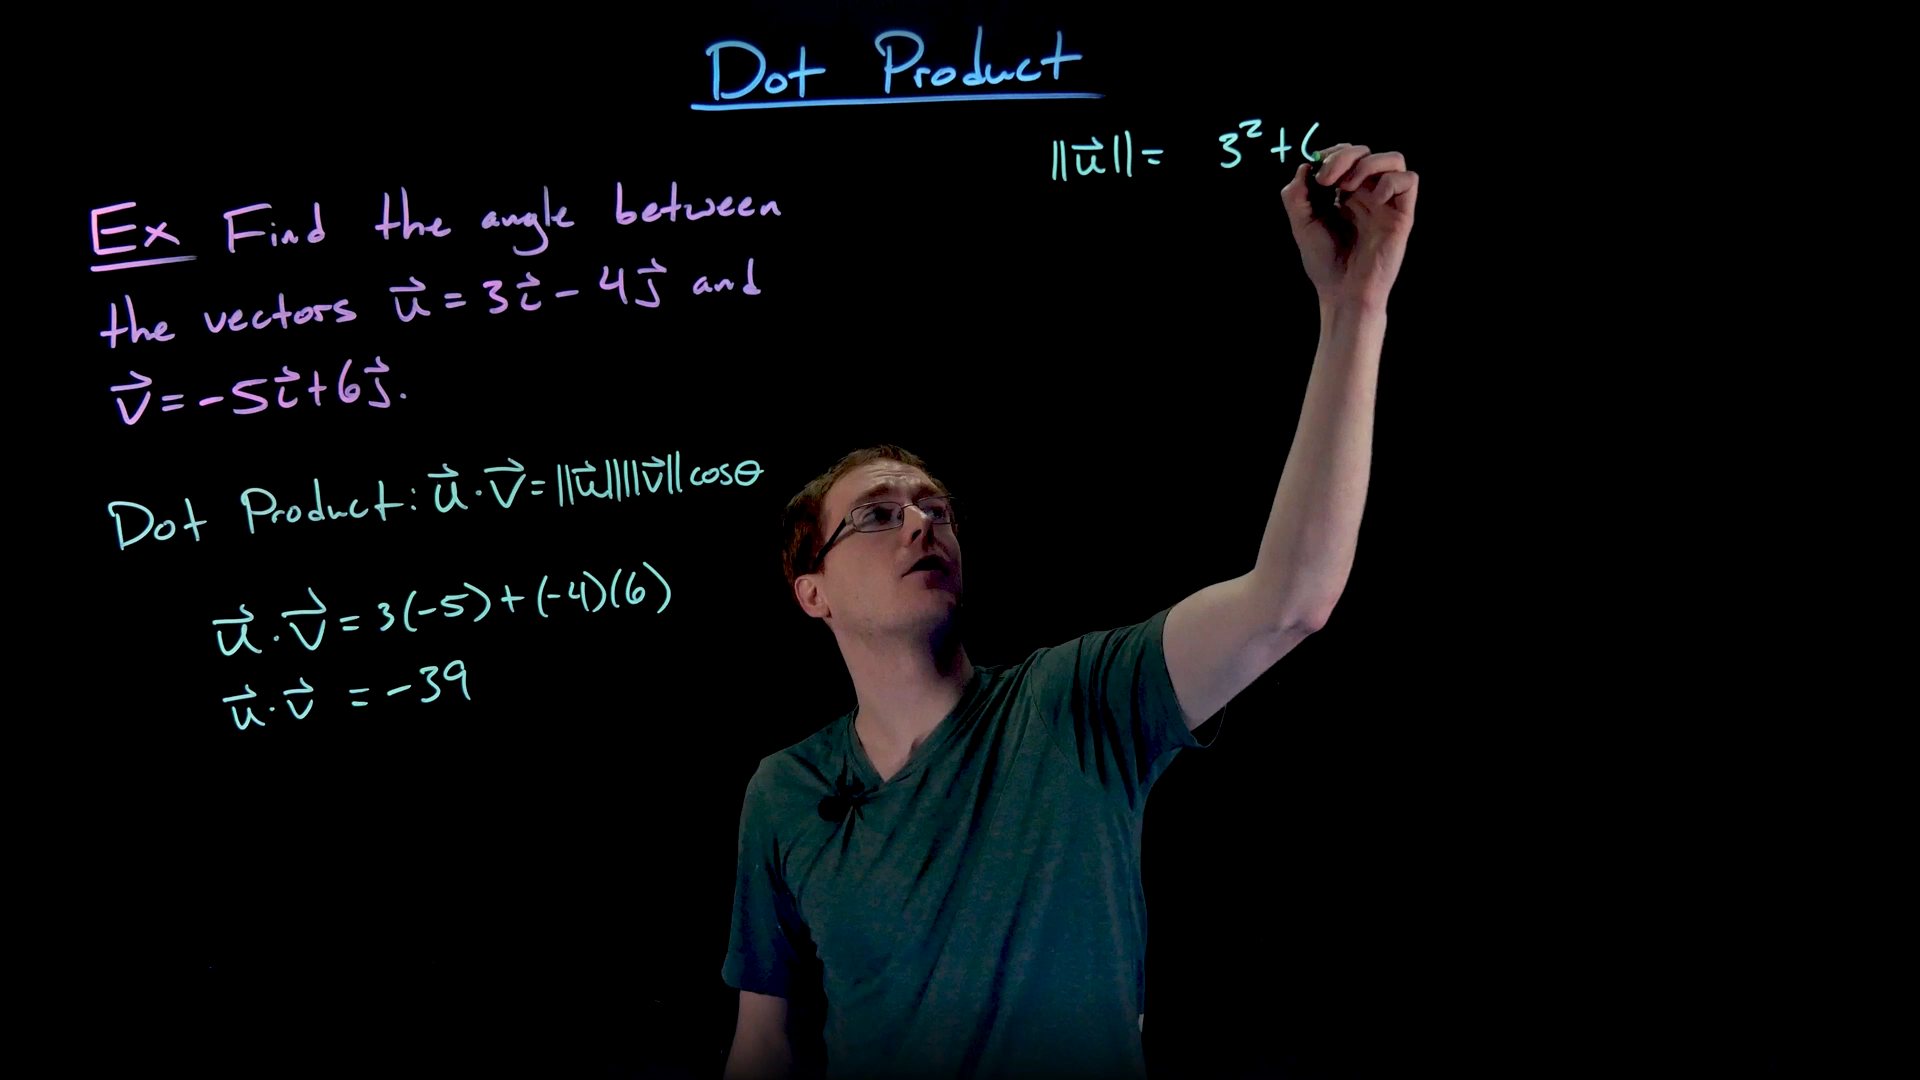 Dot Product
||u⃗|| = 3² + (
Ex Find the angle between
the vectors u⃗ = 3i⃗ - 4j⃗ and
v⃗ = -5i⃗ + 6j⃗.
Dot Product: u⃗ · v⃗ = ||u⃗|| ||v⃗|| cosθ
u⃗ · v⃗ = 3(-5) + (-4)(6)
u⃗ · v⃗ = -39